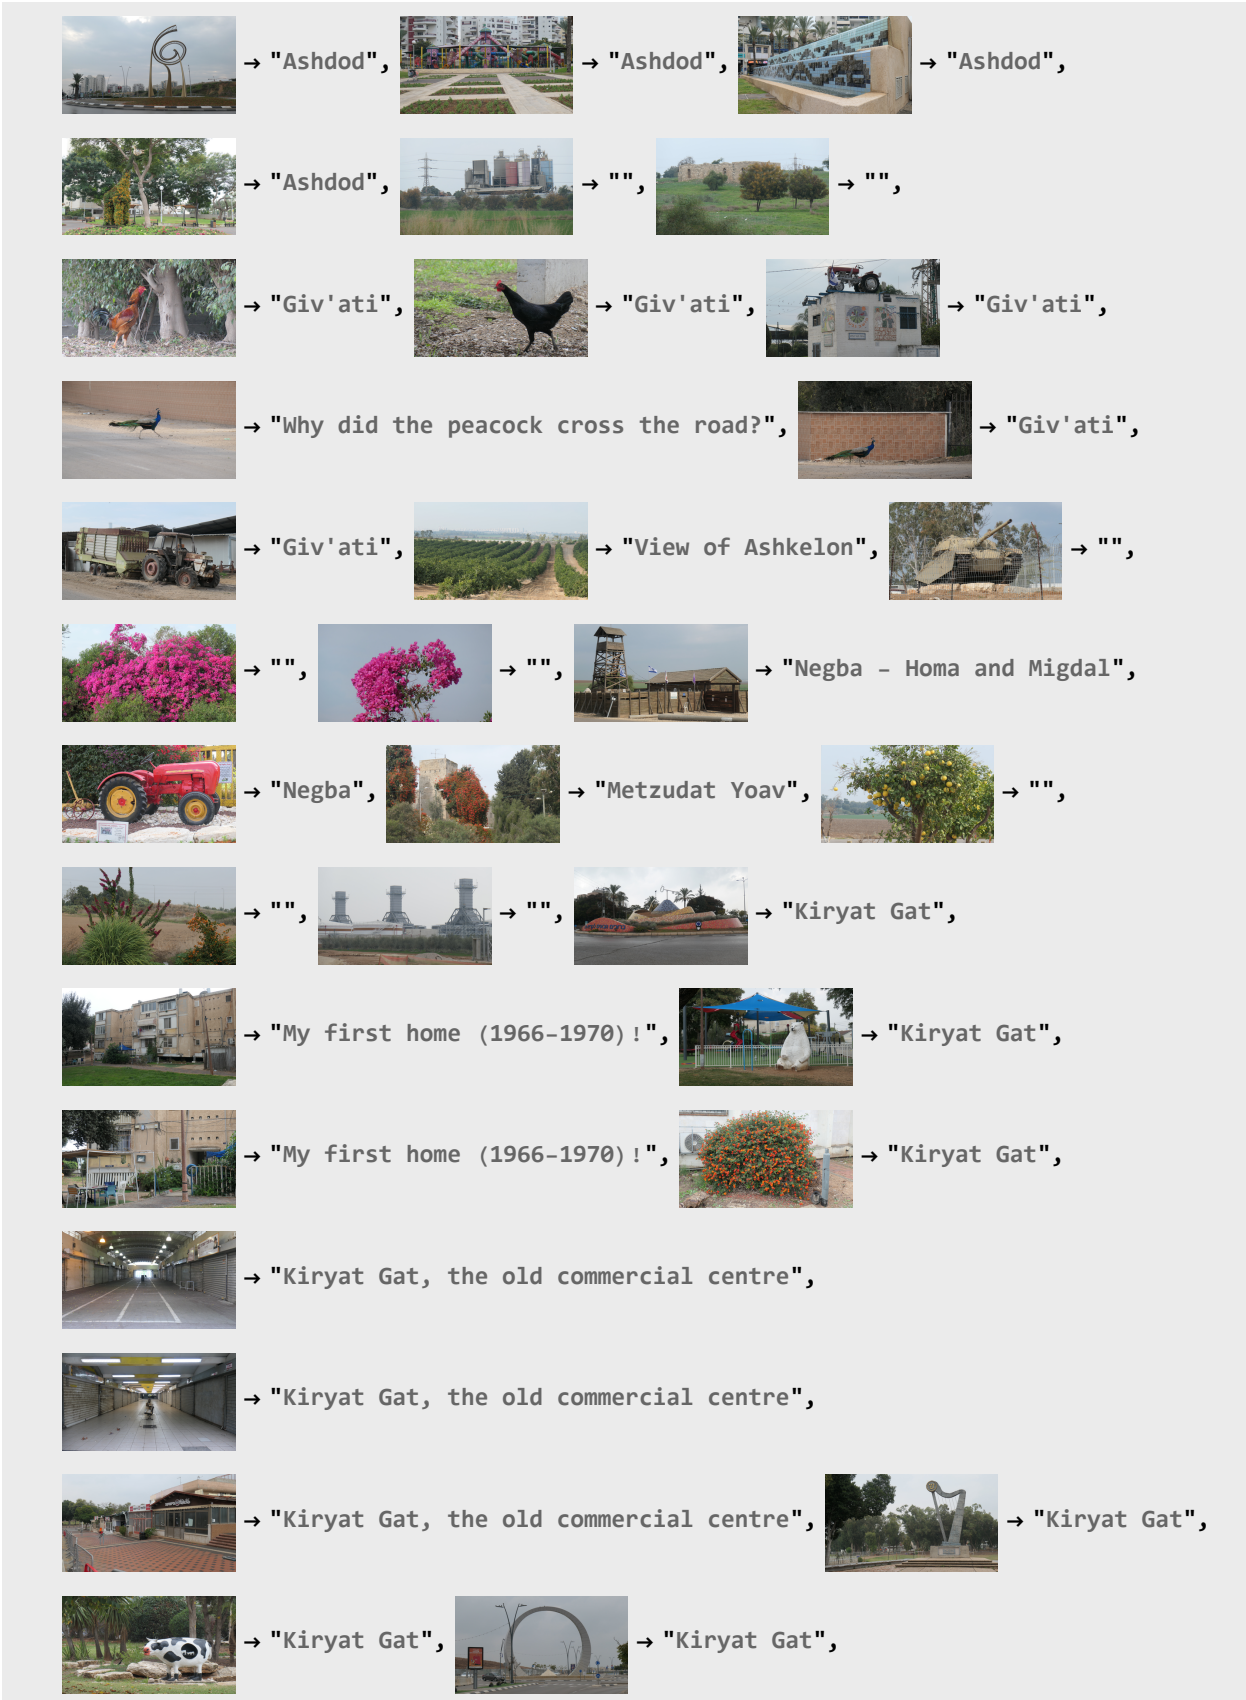 → "Ashdod", → "Ashdod", → "Ashdod",
→ "Ashdod", → "", → "",
→ "Giv'ati", → "Giv'ati", → "Giv'ati",
→ "Why did the peacock cross the road?", → "Giv'ati",
→ "Giv'ati", → "View of Ashkelon", → "",
→ "", → "", → "Negba – Homa and Migdal",
→ "Negba", → "Metzudat Yoav", → "",
→ "", → "", → "Kiryat Gat",
→ "My first home (1966–1970)!", → "Kiryat Gat",
→ "My first home (1966–1970)!", → "Kiryat Gat",
→ "Kiryat Gat, the old commercial centre",
→ "Kiryat Gat, the old commercial centre",
→ "Kiryat Gat, the old commercial centre", → "Kiryat Gat",
→ "Kiryat Gat", → "Kiryat Gat",